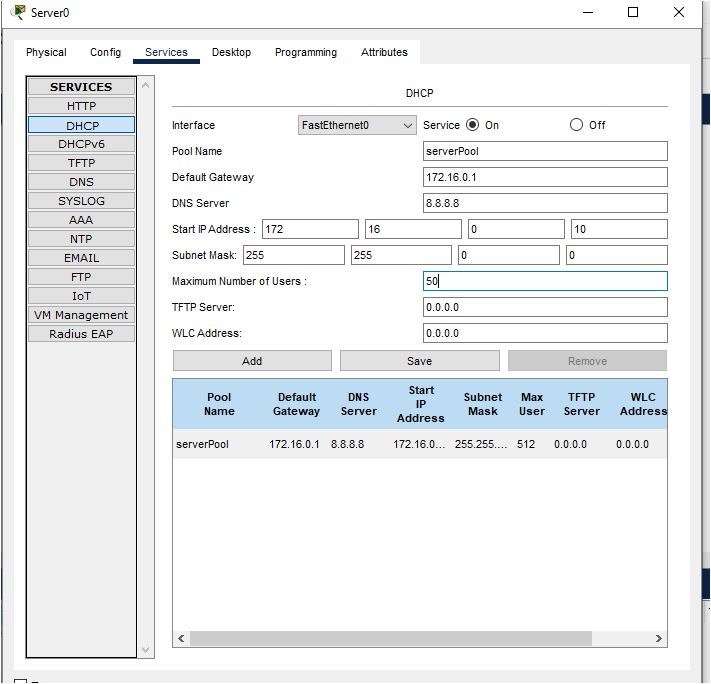 Server0
Physical Config Services Desktop Programming Attributes
SERVICES
HTTP
DHCP
DHCPv6
TFTP
DNS
SYSLOG
AAA
NTP
EMAIL
FTP
IoT
VM Management
Radius EAP
DHCP
Interface FastEthernet0 Service On Off
Pool Name serverPool
Default Gateway 172.16.0.1
DNS Server 8.8.8.8
Start IP Address : 172 16 0 10
Subnet Mask: 255 255 0 0
Maximum Number of Users : 50
TFTP Server: 0.0.0.0
WLC Address: 0.0.0.0
Add Save Remove
Pool Name Default Gateway DNS Server Start IP Address Subnet Mask Max User TFTP Server WLC Address
serverPool 172.16.0.1 8.8.8.8 172.16.0... 255.255.... 512 0.0.0.0 0.0.0.0